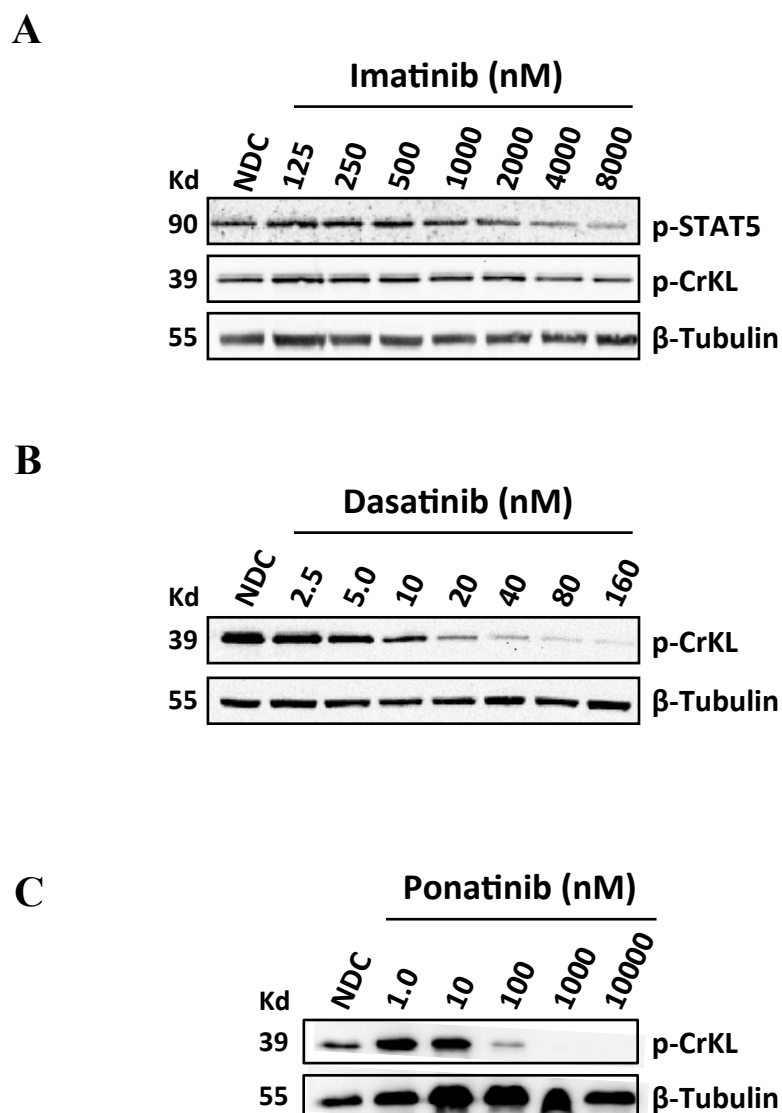 A
Imatinib (nM)
Kd NDC 125 250 500 1000 2000 4000 8000
90 p-STAT5
39 p-CrKL
55 β-Tubulin
B
Dasatinib (nM)
Kd NDC 2.5 5.0 10 20 40 80 160
39 p-CrKL
55 β-Tubulin
C
Ponatinib (nM)
Kd NDC 1.0 10 100 1000 10000
39 p-CrKL
55 β-Tubulin